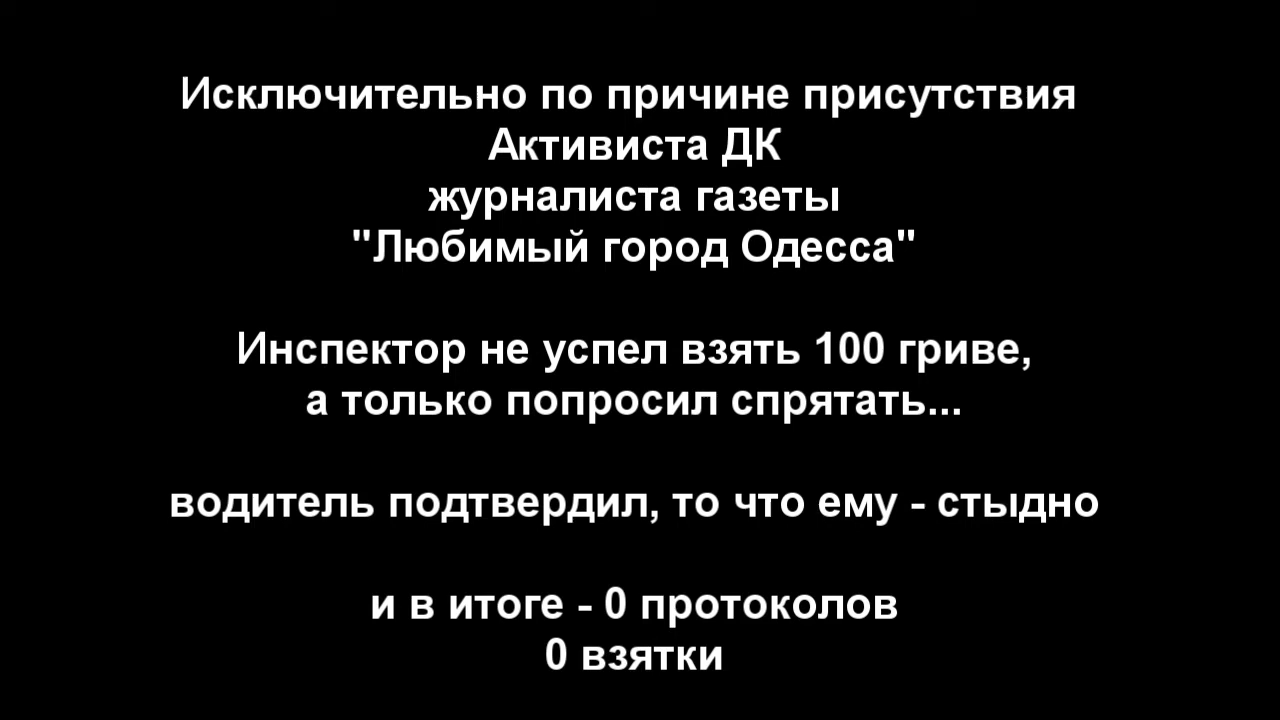 Исключительно по причине присутствия
Активиста ДК
журналиста газеты
"Любимый город Одесса"
Инспектор не успел взять 100 гриве,
а только попросил спрятать...
водитель подтвердил, то что ему - стыдно
и в итоге - 0 протоколов
0 взятки